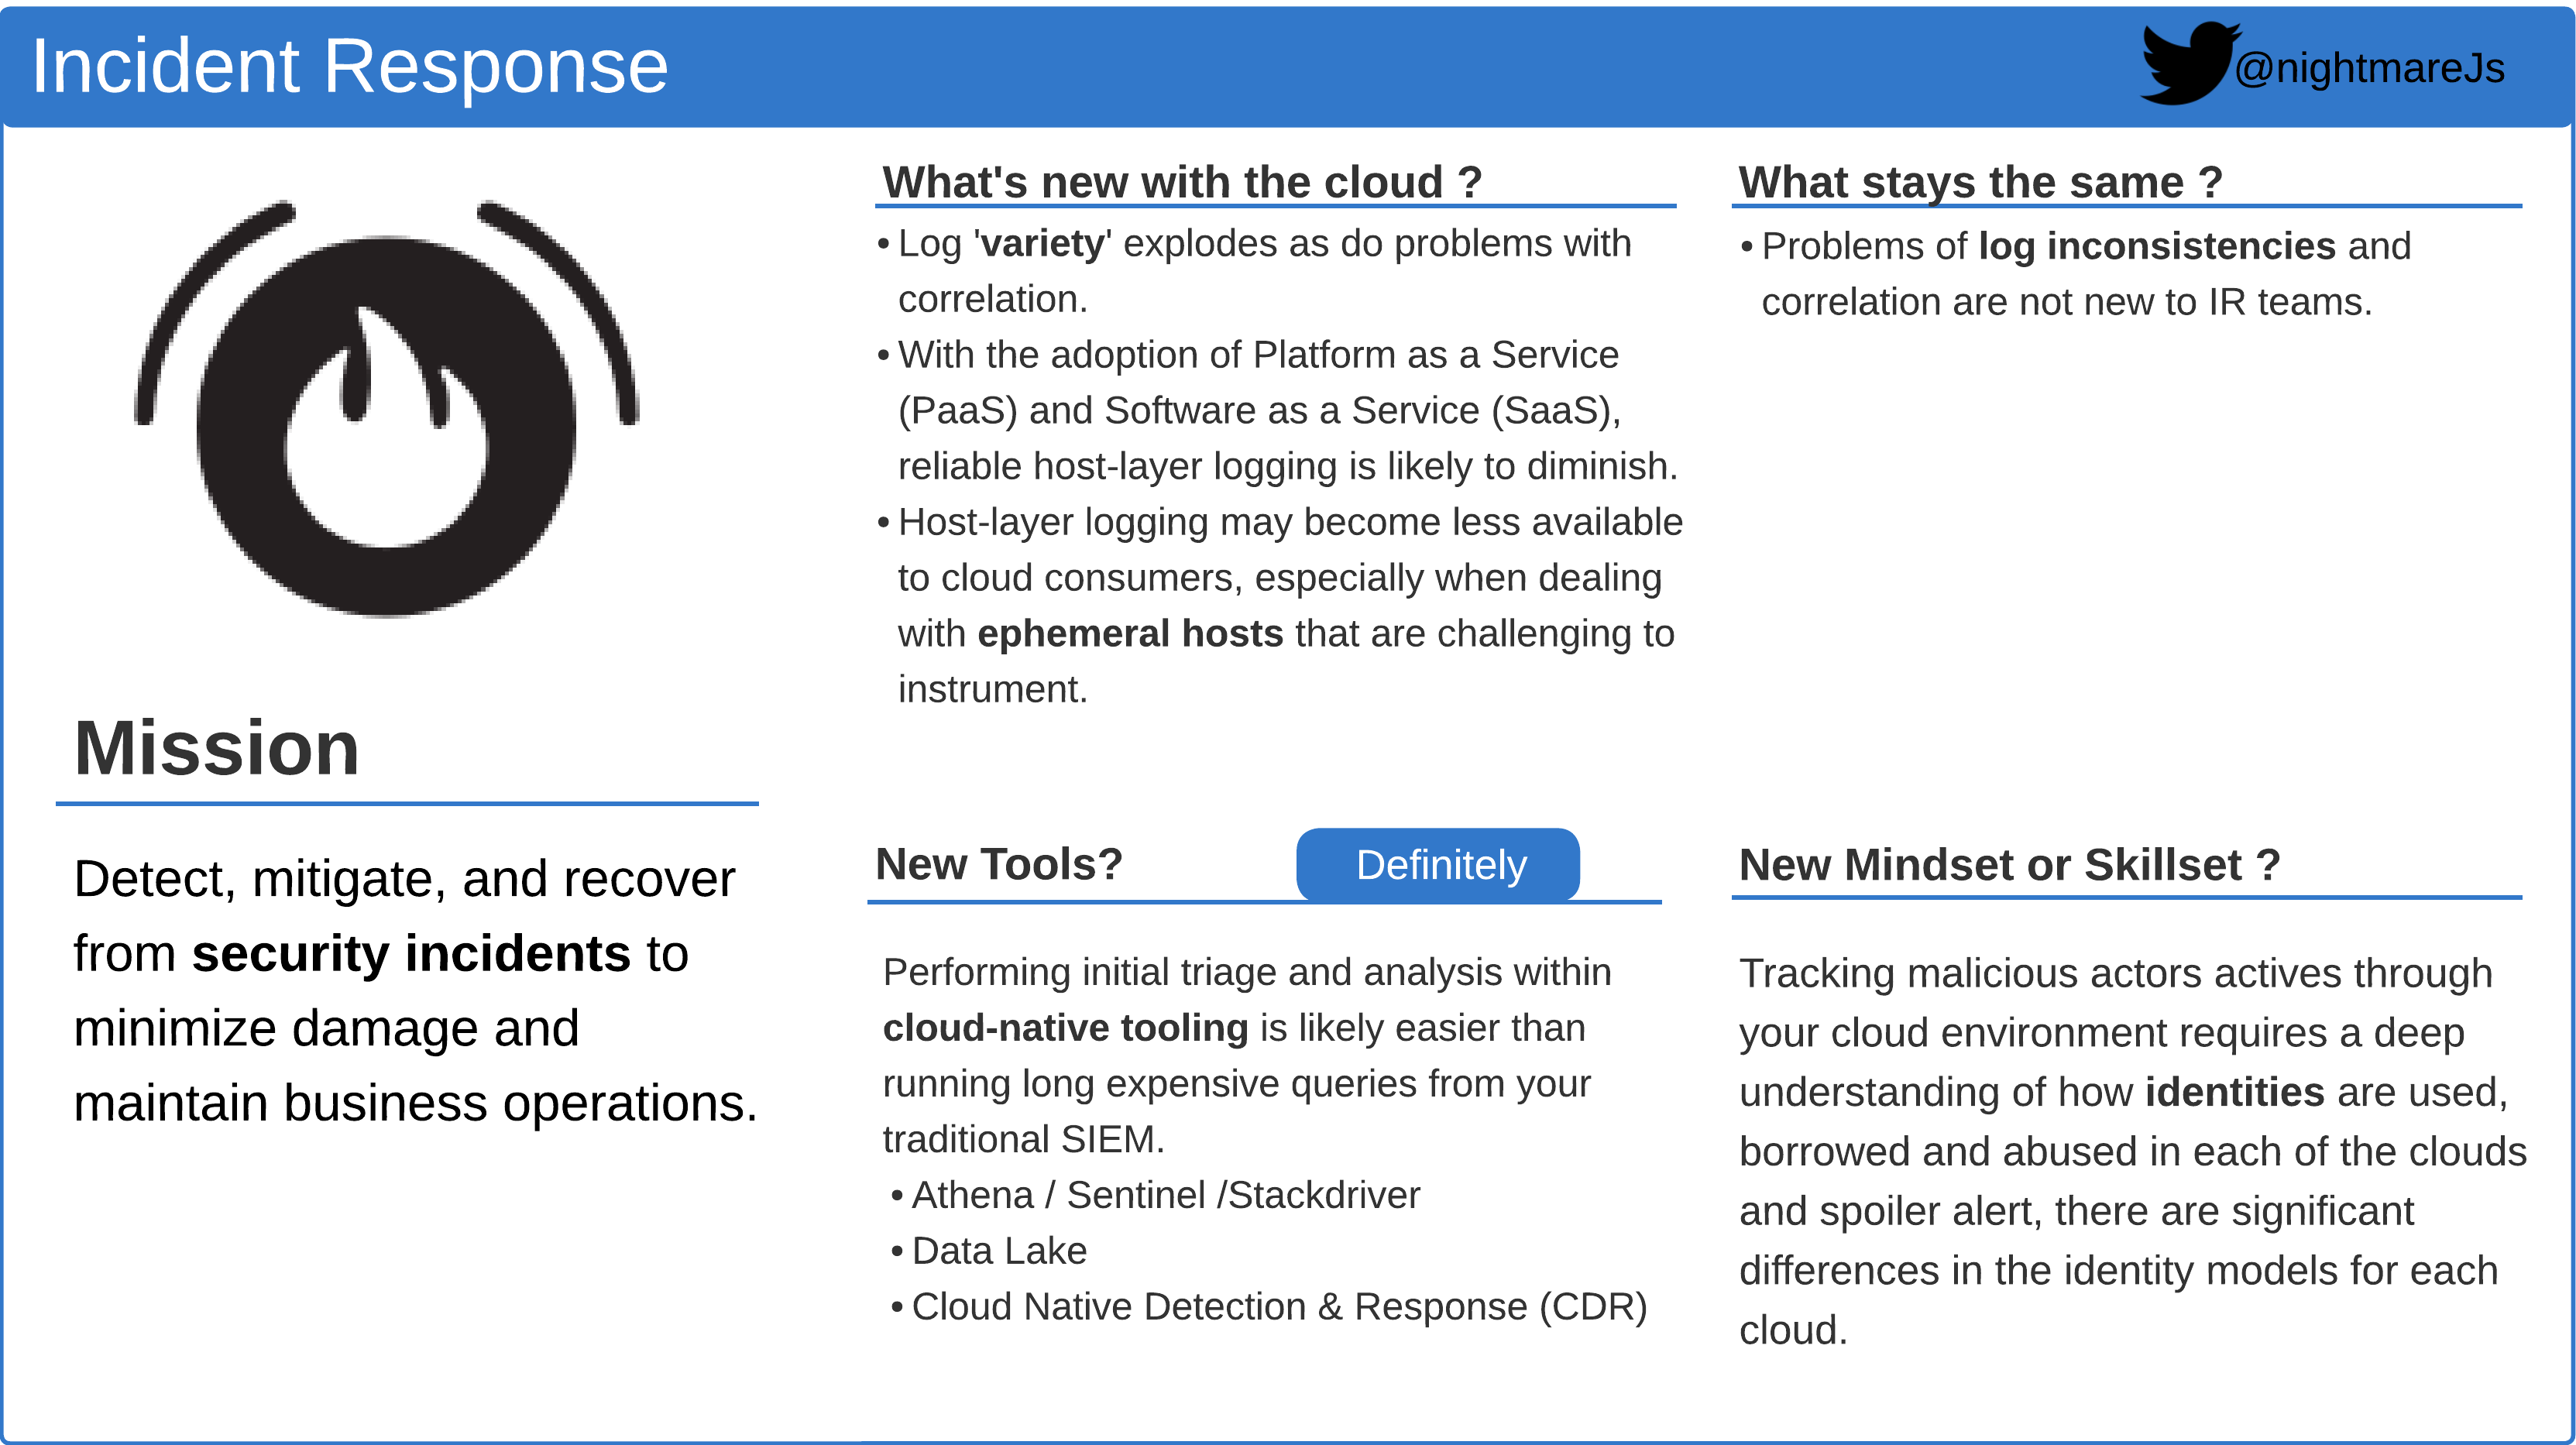 Incident Response
@nightmareJs
What's new with the cloud ?
• Log 'variety' explodes as do problems with
correlation.
• With the adoption of Platform as a Service
(PaaS) and Software as a Service (SaaS),
reliable host-layer logging is likely to diminish.
• Host-layer logging may become less available
to cloud consumers, especially when dealing
with ephemeral hosts that are challenging to
instrument.
What stays the same ?
• Problems of log inconsistencies and
correlation are not new to IR teams.
Mission
Detect, mitigate, and recover
from security incidents to
minimize damage and
maintain business operations.
New Tools?
Definitely
Performing initial triage and analysis within
cloud-native tooling is likely easier than
running long expensive queries from your
traditional SIEM.
• Athena / Sentinel /Stackdriver
• Data Lake
• Cloud Native Detection & Response (CDR)
New Mindset or Skillset ?
Tracking malicious actors actives through
your cloud environment requires a deep
understanding of how identities are used,
borrowed and abused in each of the clouds
and spoiler alert, there are significant
differences in the identity models for each
cloud.